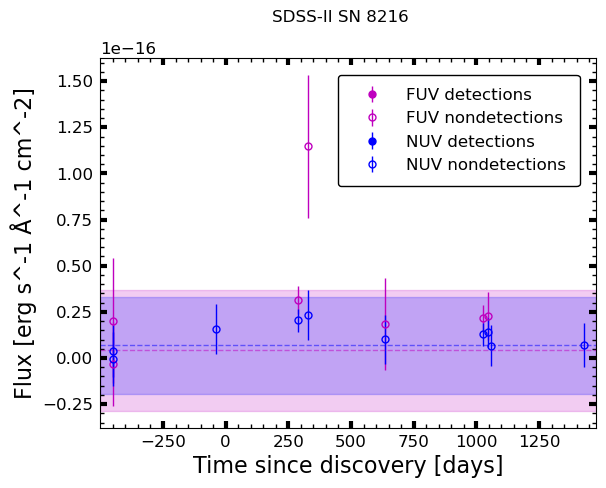 SDSS-II SN 8216
1e−16
FUV detections
FUV nondetections
NUV detections
NUV nondetections
1.50
1.25
1.00
0.75
0.50
0.25
0.00
−0.25
Flux [erg s^-1 Å^-1 cm^-2]
−250
0
250
500
750
1000
1250
Time since discovery [days]